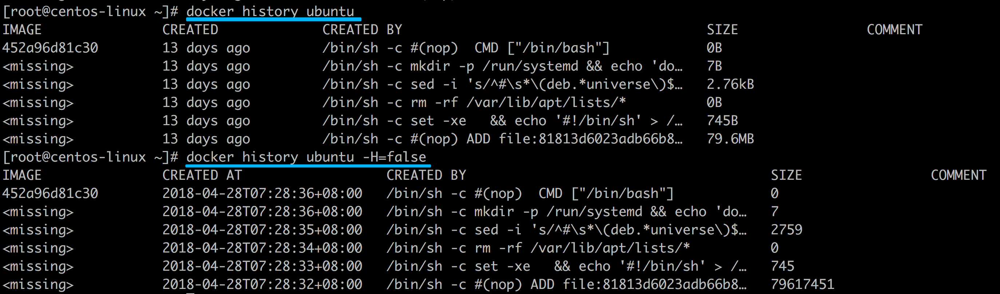 [root@centos-linux ~]# docker history ubuntu
IMAGE               CREATED             CREATED BY                                      SIZE                COMMENT
452a96d81c30        13 days ago         /bin/sh -c #(nop)  CMD ["/bin/bash"]            0B
<missing>           13 days ago         /bin/sh -c mkdir -p /run/systemd && echo 'do…   7B
<missing>           13 days ago         /bin/sh -c sed -i 's/^#\s*\(deb.*universe\)$…   2.76kB
<missing>           13 days ago         /bin/sh -c rm -rf /var/lib/apt/lists/*          0B
<missing>           13 days ago         /bin/sh -c set -xe   && echo '#!/bin/sh' > /…   745B
<missing>           13 days ago         /bin/sh -c #(nop) ADD file:81813d6023adb66b8…   79.6MB
[root@centos-linux ~]# docker history ubuntu -H=false
IMAGE               CREATED AT                  CREATED BY                                      SIZE                COMMENT
452a96d81c30        2018-04-28T07:28:36+08:00   /bin/sh -c #(nop)  CMD ["/bin/bash"]            0
<missing>           2018-04-28T07:28:36+08:00   /bin/sh -c mkdir -p /run/systemd && echo 'do…   7
<missing>           2018-04-28T07:28:35+08:00   /bin/sh -c sed -i 's/^#\s*\(deb.*universe\)$…   2759
<missing>           2018-04-28T07:28:34+08:00   /bin/sh -c rm -rf /var/lib/apt/lists/*          0
<missing>           2018-04-28T07:28:33+08:00   /bin/sh -c set -xe   && echo '#!/bin/sh' > /…   745
<missing>           2018-04-28T07:28:32+08:00   /bin/sh -c #(nop) ADD file:81813d6023adb66b8…   79617451